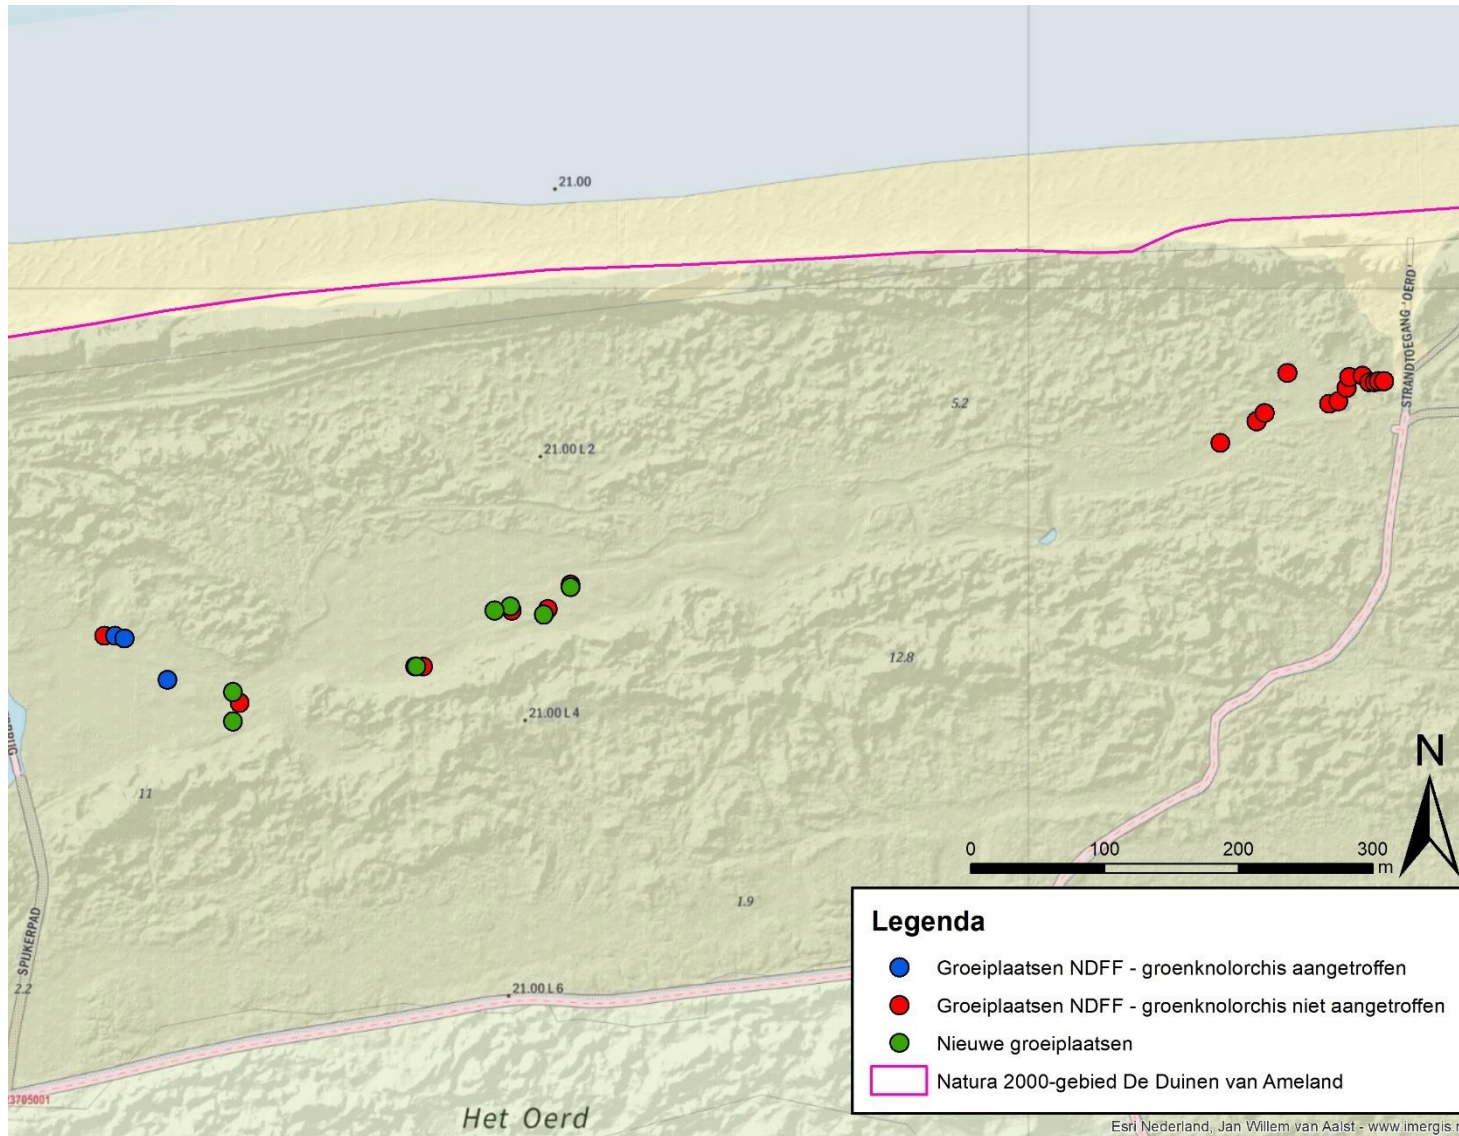 21.00
STRANDTOEGANG 'OERD'
5.2
21.00 L 2
12.8
21.00 L 4
11
N
0 100 200 300
m
Legenda
Groeiplaatsen NDFF - groenknolorchis aangetroffen
Groeiplaatsen NDFF - groenknolorchis niet aangetroffen
Nieuwe groeiplaatsen
Natura 2000-gebied De Duinen van Ameland
1.9
SPIJKERPAD
2.2
21.00 L 6
23705001
Het Oerd
Esri Nederland, Jan Willem van Aalst - www.imergis.n